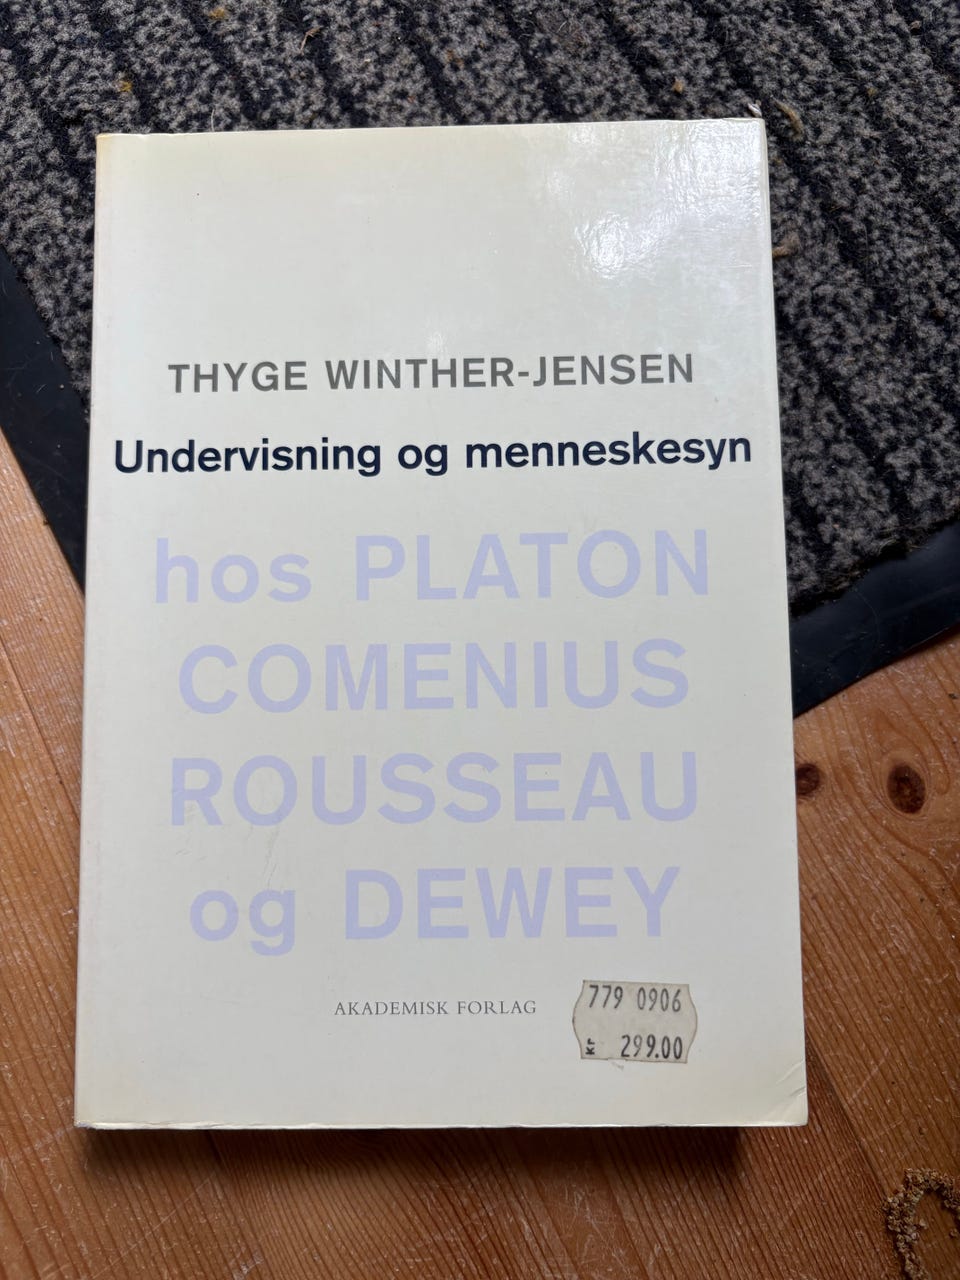 THYGE WINTHER-JENSEN
Undervisning og menneskesyn
hos PLATON
COMENIUS
ROUSSEAU
og DEWEY
AKADEMISK FORLAG
779 0906
kr 299.00